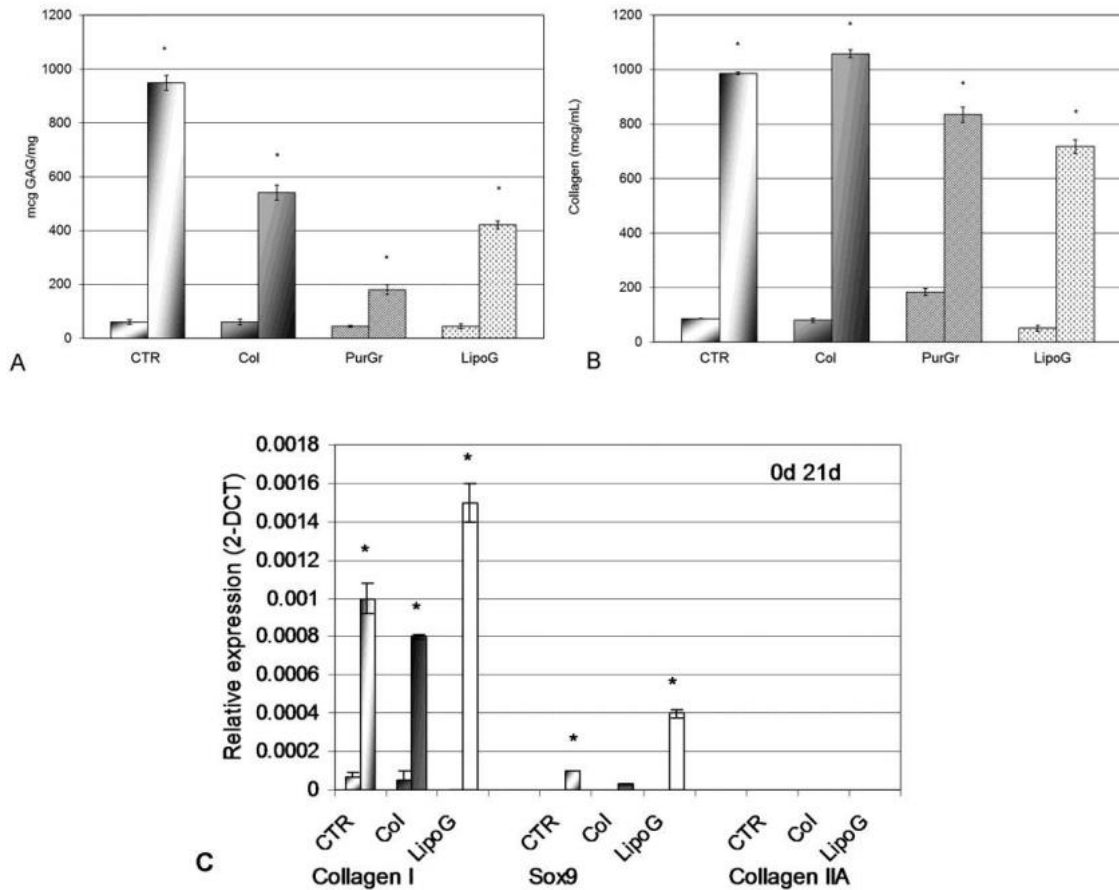 1200
1000
800
600
400
200
0
mcg GAG/mg
* * * *
CTR Col PurGr LipoG
A
1200
1000
800
600
400
200
0
Collagen (mcg/mL)
* * * *
CTR Col PurGr LipoG
B
0.0018
0.0016
0.0014
0.0012
0.001
0.0008
0.0006
0.0004
0.0002
0
Relative expression (2-DCT)
0d 21d
* * * * *
CTR Col LipoG CTR Col LipoG CTR Col LipoG
Collagen I Sox9 Collagen IIA
C